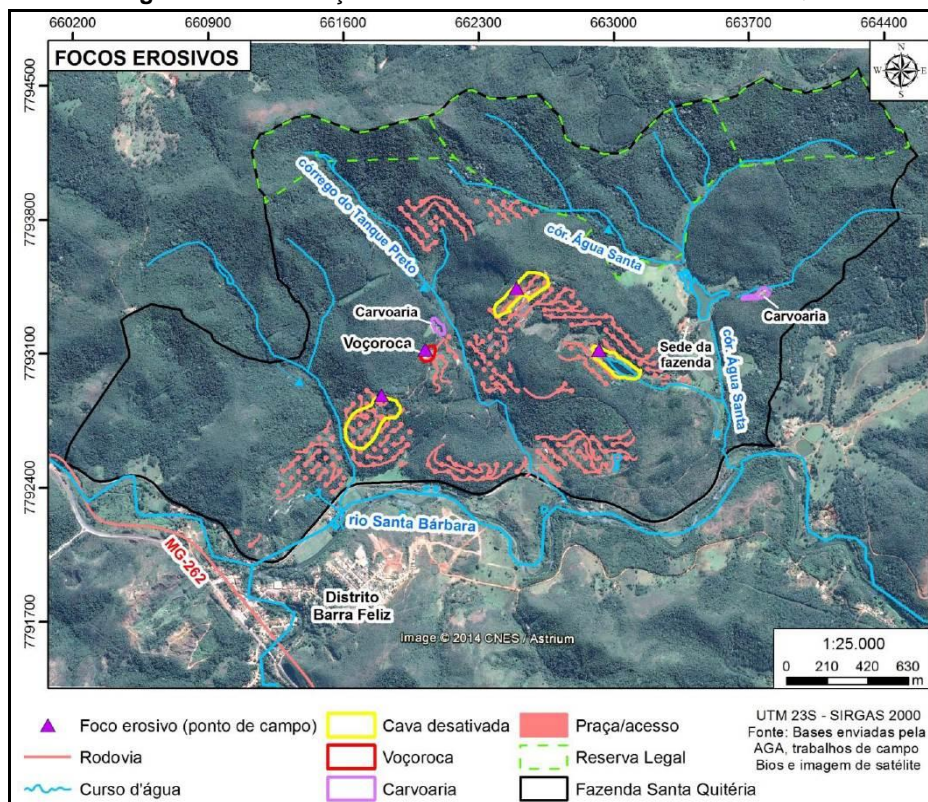 660200 660900 661600 662300 663000 663700 664400
FOCOS EROSIVOS
N
W E
S
7794500
7793800
7793100
7792400
7791700
córrego do Tanque Preto
cór. Água Santa
Carvoaria
Carvoaria
Voçoroca
Sede da
fazenda
cór. Água Santa
rio Santa Bárbara
MG-262
Distrito
Barra Feliz
Image © 2014 CNES / Astrium
1:25.000
0 210 420 630
m
Foco erosivo (ponto de campo)
Rodovia
Curso d'água
Cava desativada
Voçoroca
Carvoaria
Praça/acesso
Reserva Legal
Fazenda Santa Quitéria
UTM 23S - SIRGAS 2000
Fonte: Bases enviadas pela
AGA, trabalhos de campo
Bios e imagem de satélite